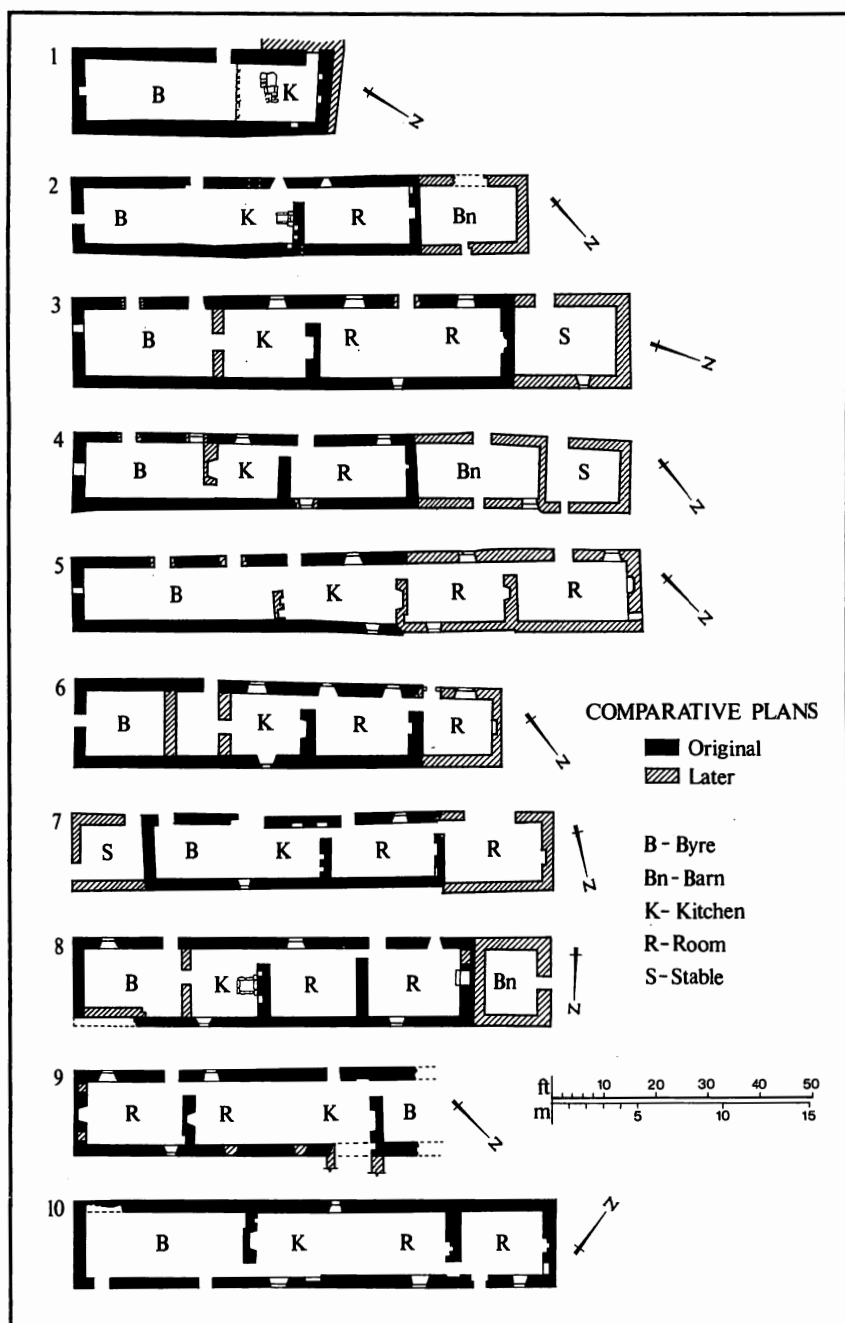 1
B
K
N
2
B
K
R
Bn
N
3
B
K
R
R
S
N
4
B
K
R
Bn
S
N
5
B
K
R
R
N
6
B
K
R
R
N
COMPARATIVE PLANS
Original
Later
B - Byre
Bn - Barn
K - Kitchen
R - Room
S - Stable
7
S
B
K
R
R
N
8
B
K
R
R
Bn
N
9
R
R
K
B
N
ft 10 20 30 40 50
m 5 10 15
10
B
K
R
R
N